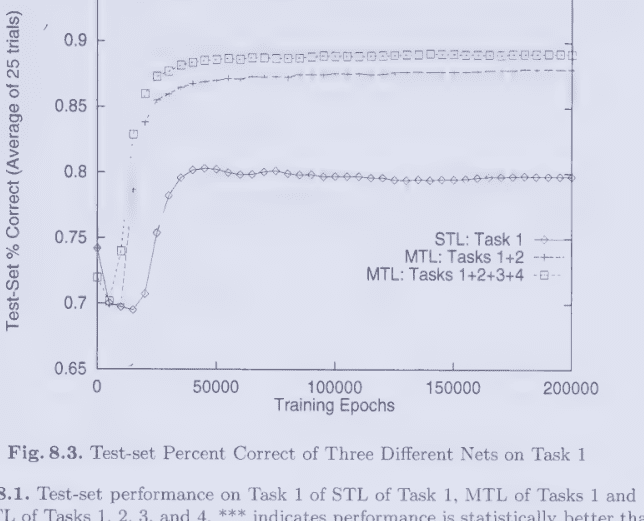 Test-Set % Correct (Average of 25 trials)
0.9
0.85
0.8
0.75
0.7
0.65
STL: Task 1
MTL: Tasks 1+2
MTL: Tasks 1+2+3+4
0
50000
100000
150000
200000
Training Epochs
Fig. 8.3. Test-set Percent Correct of Three Different Nets on Task 1
8.1. Test-set performance on Task 1 of STL of Task 1, MTL of Tasks 1 and
TL of Tasks 1, 2, 3, and 4. *** indicates performance is statistically better th